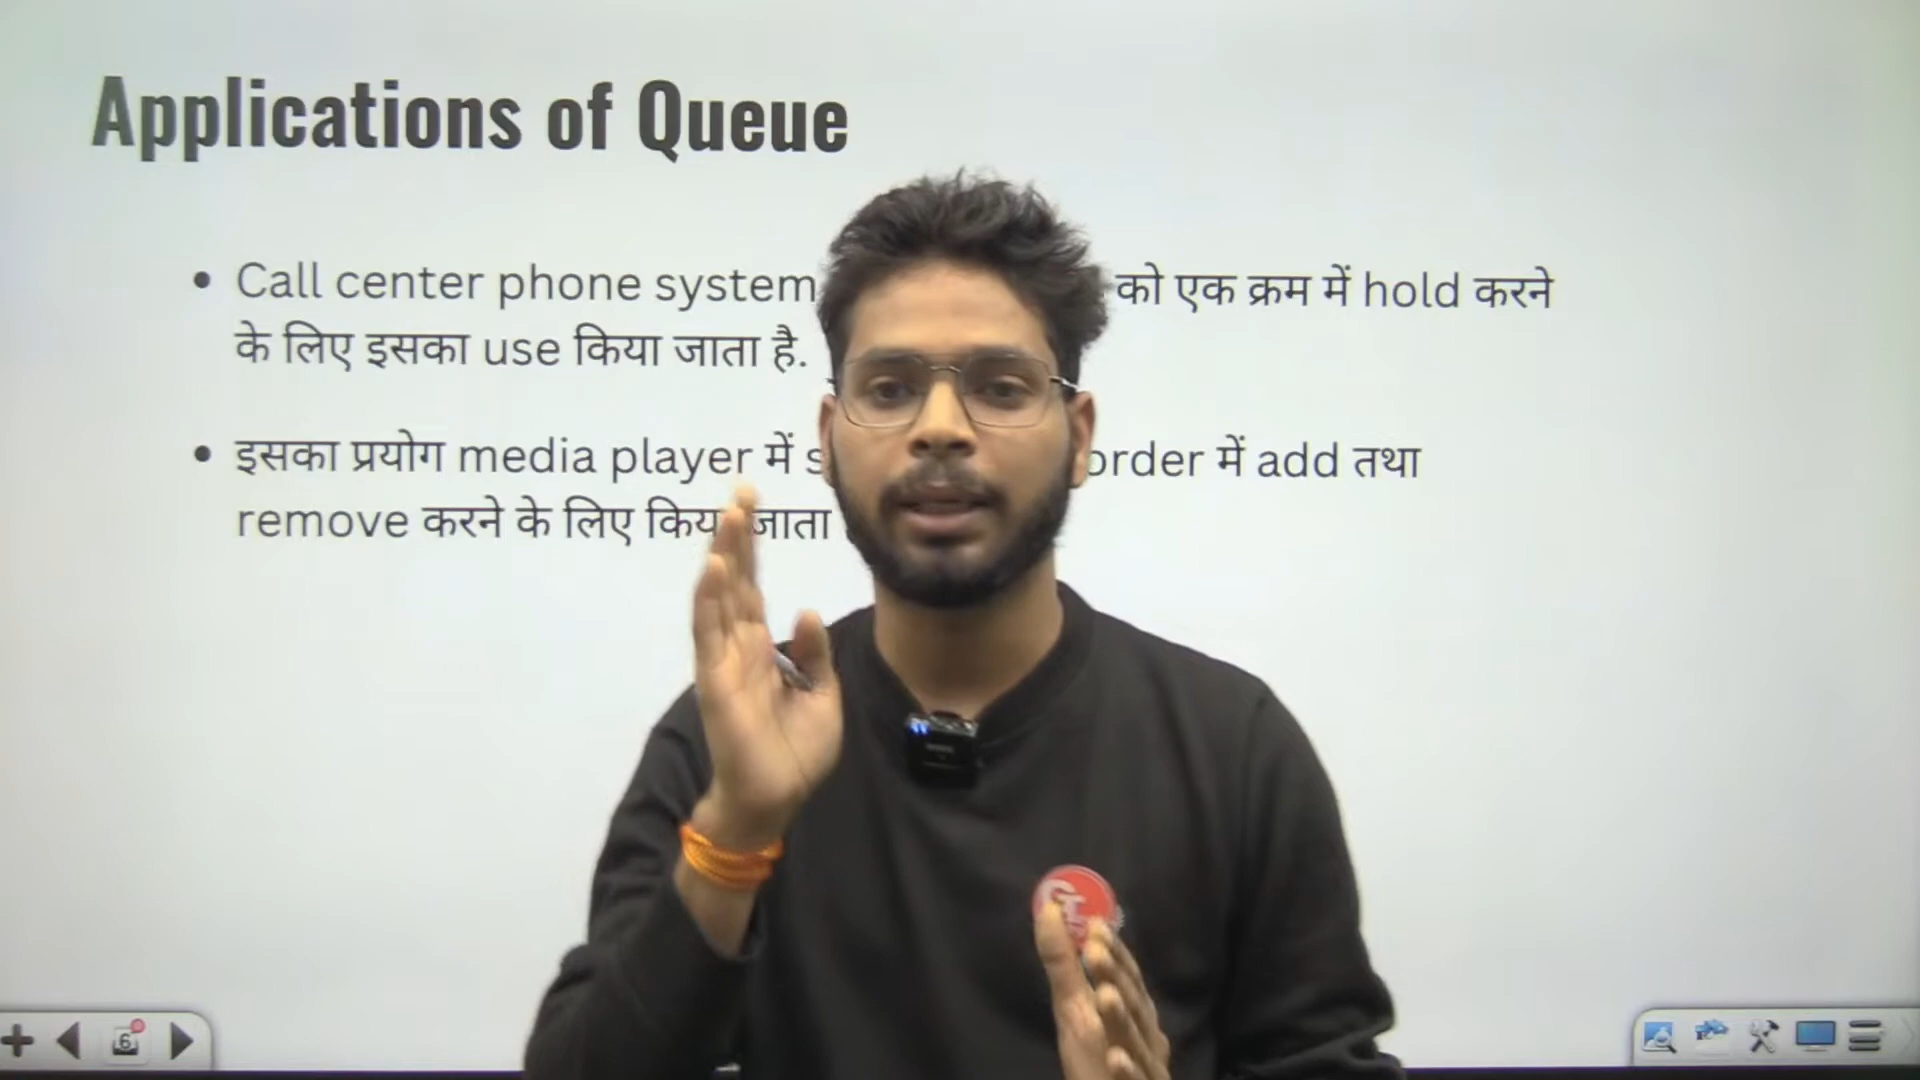 Applications of Queue
Call center phone system को एक क्रम में hold करने
के लिए इसका use किया जाता है.
इसका प्रयोग media player में order में add तथा
remove करने के लिए जाता
6